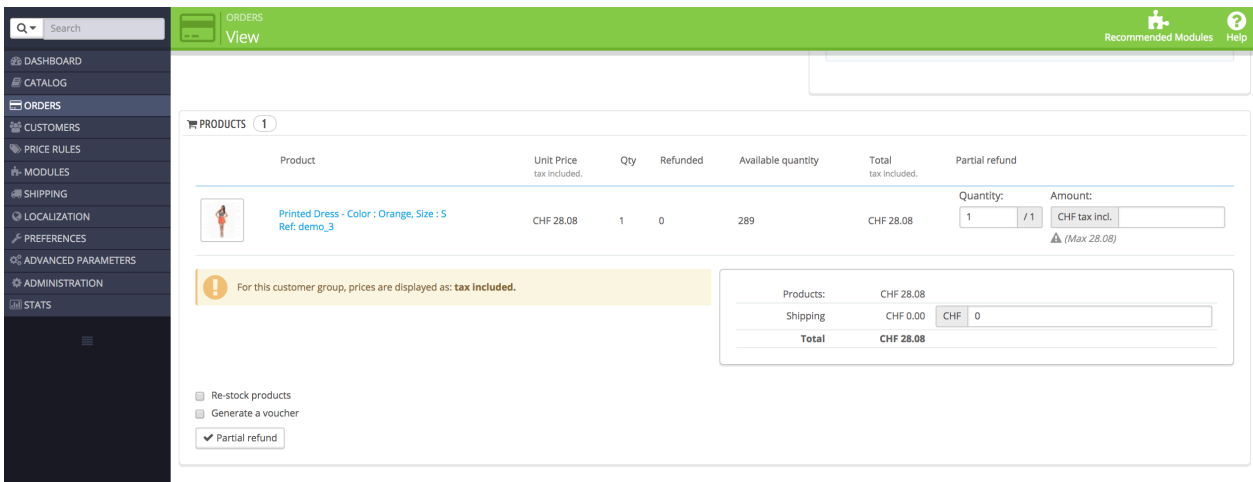 Search
ORDERS
View
Recommended Modules
Help
DASHBOARD
CATALOG
ORDERS
CUSTOMERS
PRICE RULES
MODULES
SHIPPING
LOCALIZATION
PREFERENCES
ADVANCED PARAMETERS
ADMINISTRATION
STATS
PRODUCTS 1
Product Unit Price Qty Refunded Available quantity Total Partial refund
tax included. tax included.
Quantity: Amount:
Printed Dress - Color : Orange, Size : S CHF 28.08 1 0 289 CHF 28.08 1 / 1 CHF tax incl.
Ref: demo_3
(Max 28.08)
For this customer group, prices are displayed as: tax included.
Products: CHF 28.08
Shipping CHF 0.00 CHF 0
Total CHF 28.08
Re-stock products
Generate a voucher
Partial refund